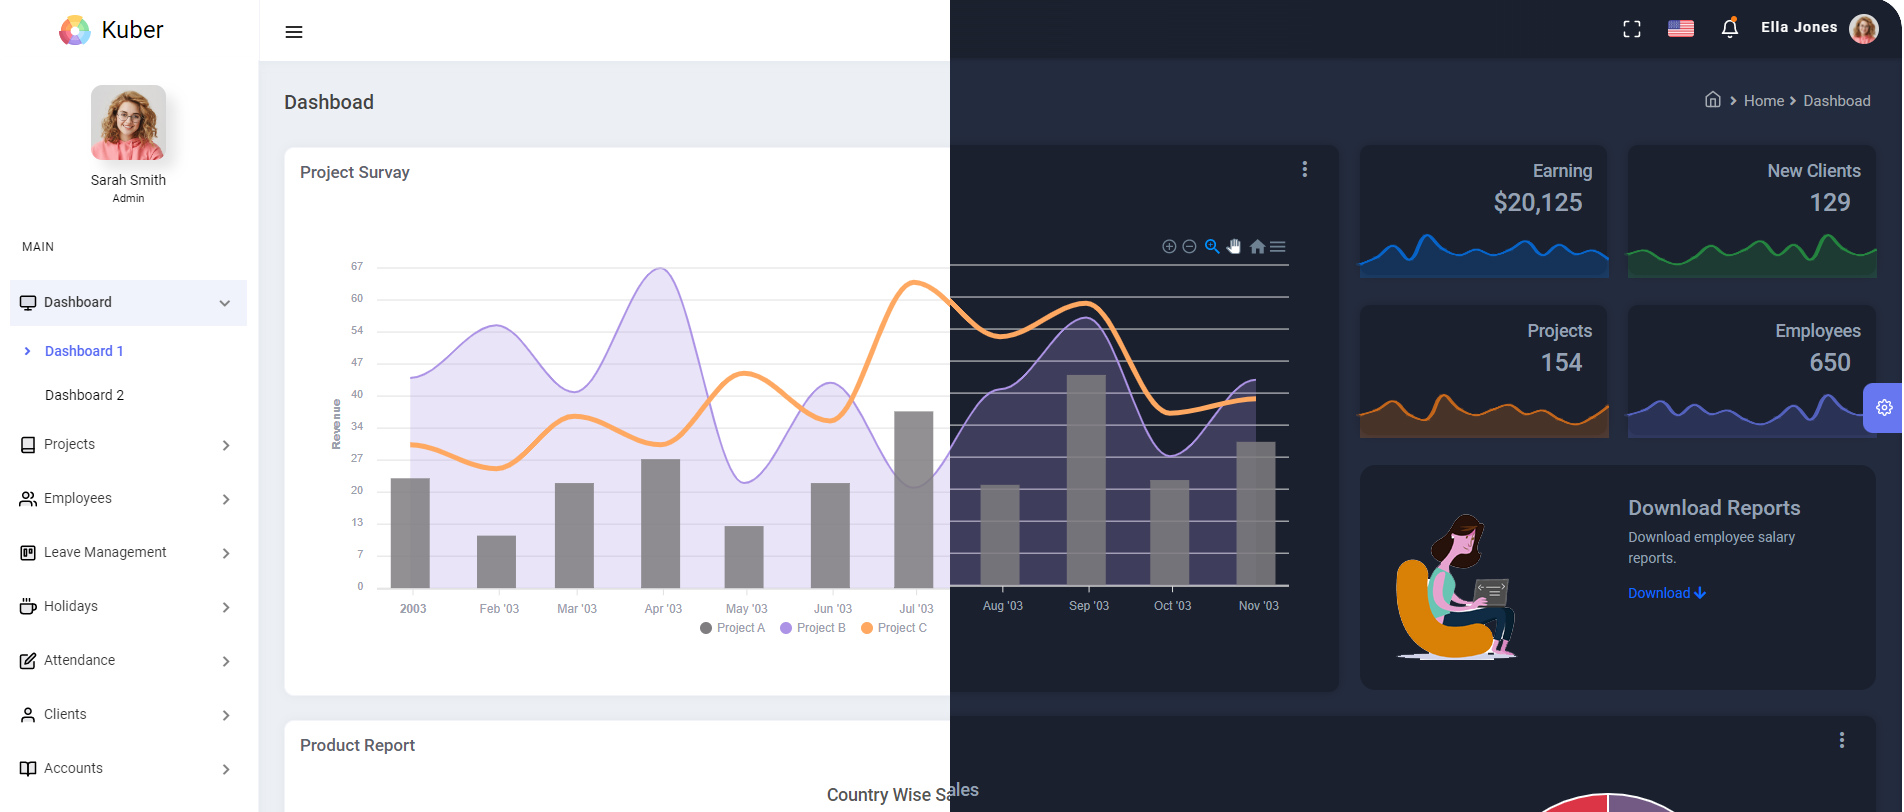 Kuber
Ella Jones
Sarah Smith
Admin
MAIN
Dashboard
Dashboard 1
Dashboard 2
Projects
Employees
Leave Management
Holidays
Attendance
Clients
Accounts
Dashboad
Home
Dashboad
Project Survay
67
60
54
47
40
34
27
20
13
7
0
Revenue
2003
Feb '03
Mar '03
Apr '03
May '03
Jun '03
Jul '03
Aug '03
Sep '03
Oct '03
Nov '03
Project A
Project B
Project C
Earning
$20,125
New Clients
129
Projects
154
Employees
650
Download Reports
Download employee salary
reports.
Download
Product Report
Country Wise Sales